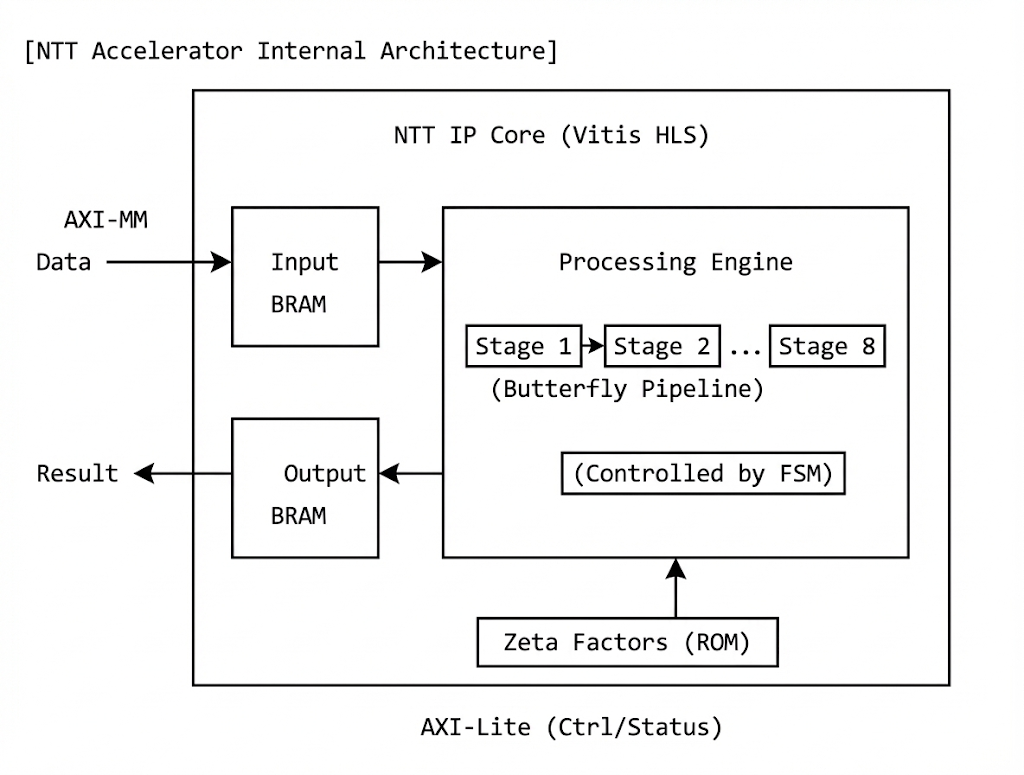 [NTT Accelerator Internal Architecture]
NTT IP Core (Vitis HLS)
AXI-MM
Data
Input
BRAM
Processing Engine
Stage 1
Stage 2
...
Stage 8
(Butterfly Pipeline)
Result
Output
BRAM
(Controlled by FSM)
Zeta Factors (ROM)
AXI-Lite (Ctrl/Status)